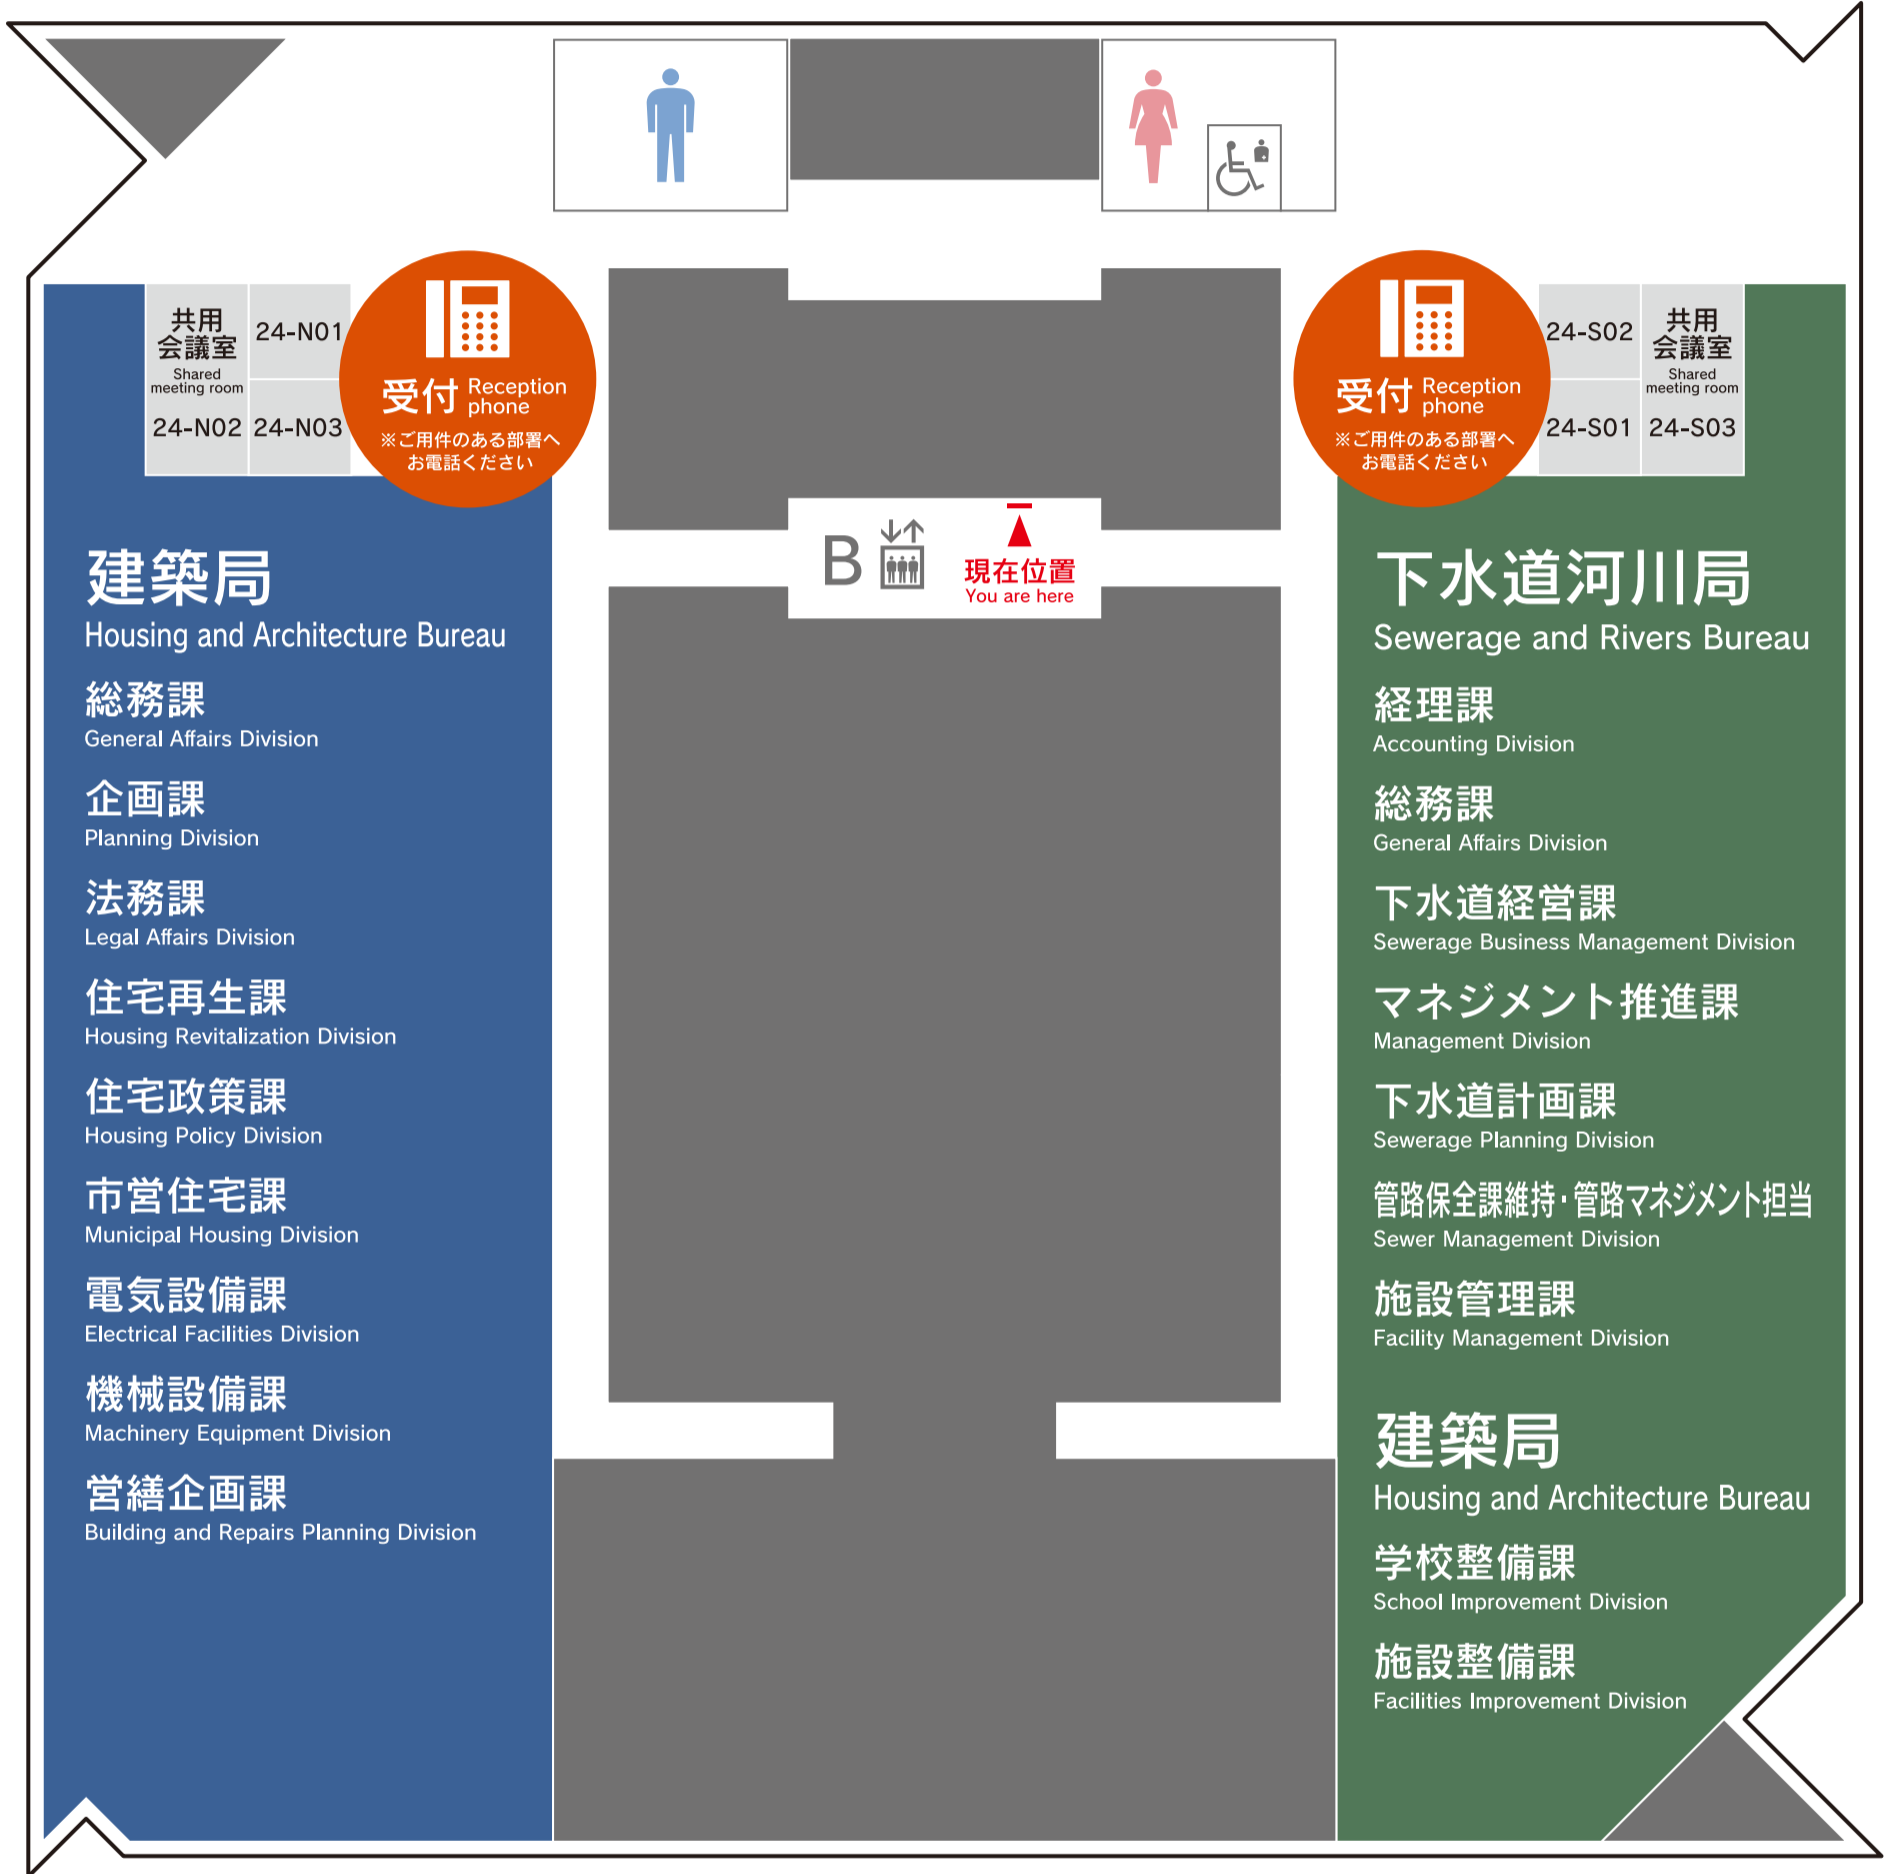 共用
会議室
Shared
meeting room
24-N02
24-N01
24-N03
受付 Reception
phone
※ご用件のある部署へ
お電話ください
建築局
Housing and Architecture Bureau
総務課
General Affairs Division
企画課
Planning Division
法務課
Legal Affairs Division
住宅再生課
Housing Revitalization Division
住宅政策課
Housing Policy Division
市営住宅課
Municipal Housing Division
電気設備課
Electrical Facilities Division
機械設備課
Machinery Equipment Division
営繕企画課
Building and Repairs Planning Division
B
現在位置
You are here
受付 Reception
phone
※ご用件のある部署へ
お電話ください
24-S02
24-S01
共用
会議室
Shared
meeting room
24-S03
下水道河川局
Sewerage and Rivers Bureau
経理課
Accounting Division
総務課
General Affairs Division
下水道経営課
Sewerage Business Management Division
マネジメント推進課
Management Division
下水道計画課
Sewerage Planning Division
管路保全課維持・管路マネジメント担当
Sewer Management Division
施設管理課
Facility Management Division
建築局
Housing and Architecture Bureau
学校整備課
School Improvement Division
施設整備課
Facilities Improvement Division